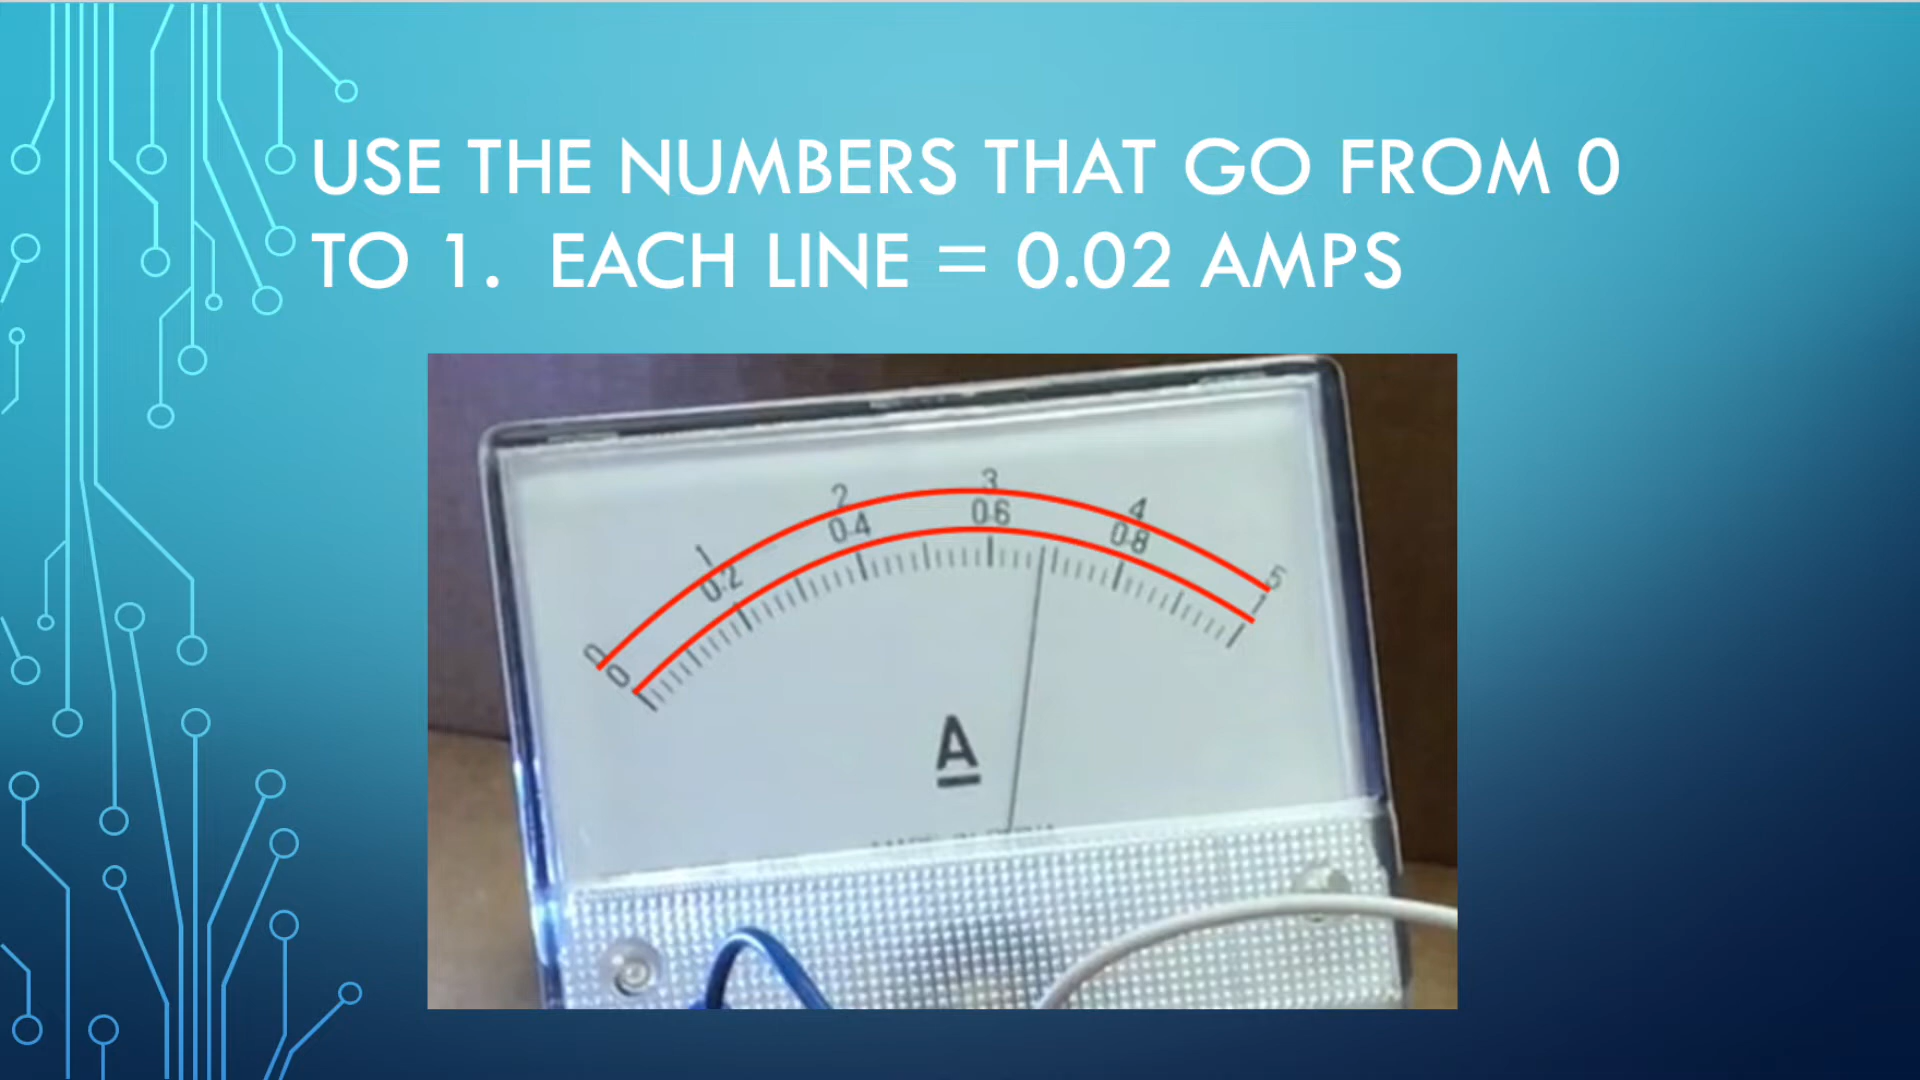 USE THE NUMBERS THAT GO FROM 0
TO 1. EACH LINE = 0.02 AMPS
0 1 2 3 4 5
0 0.2 0.4 0.6 0.8 1
A